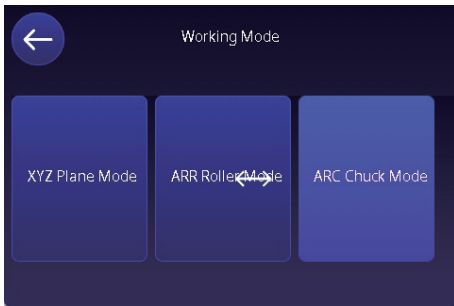 Working Mode
XYZ Plane Mode
ARR Roller Mode
ARC Chuck Mode